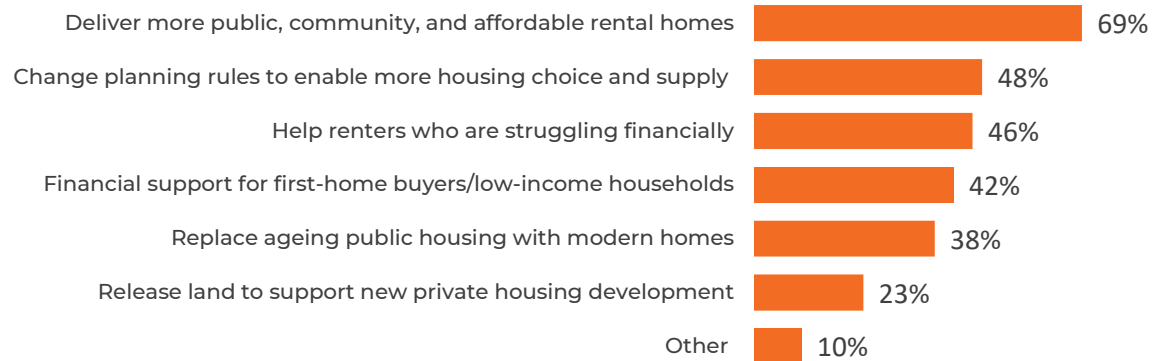 Deliver more public, community, and affordable rental homes 69%
Change planning rules to enable more housing choice and supply 48%
Help renters who are struggling financially 46%
Financial support for first-home buyers/low-income households 42%
Replace ageing public housing with modern homes 38%
Release land to support new private housing development 23%
Other 10%